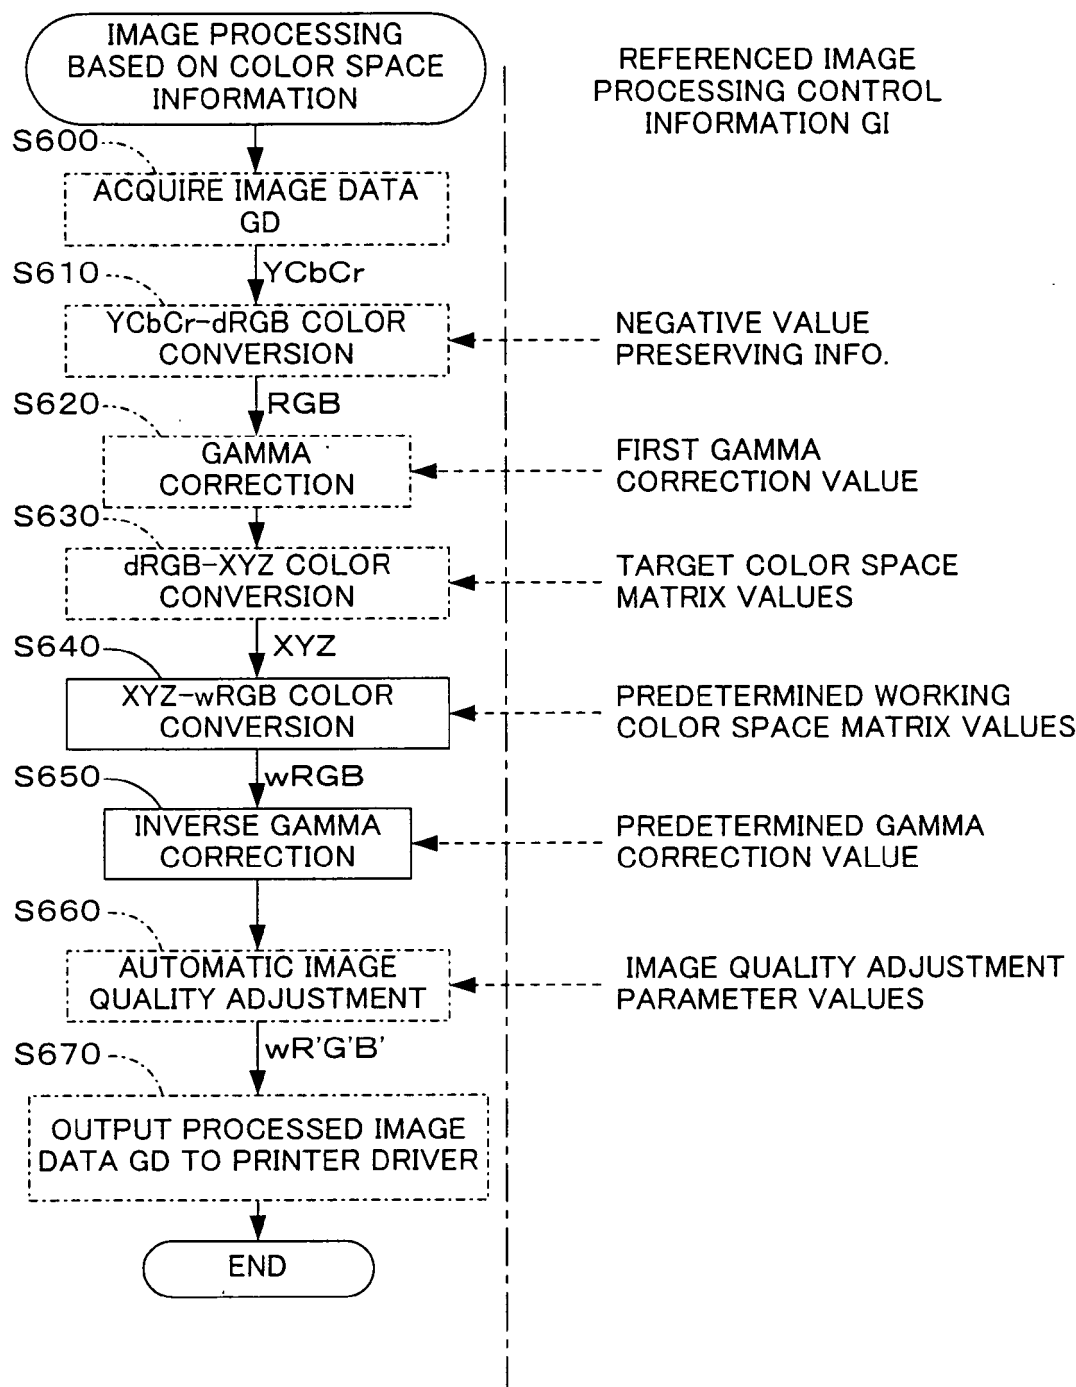 IMAGE PROCESSING
BASED ON COLOR SPACE
INFORMATION
REFERENCED IMAGE
PROCESSING CONTROL
INFORMATION GI
S600
ACQUIRE IMAGE DATA
GD
YCbCr
S610
YCbCr-dRGB COLOR
CONVERSION
NEGATIVE VALUE
PRESERVING INFO.
RGB
S620
GAMMA
CORRECTION
FIRST GAMMA
CORRECTION VALUE
S630
dRGB-XYZ COLOR
CONVERSION
TARGET COLOR SPACE
MATRIX VALUES
XYZ
S640
XYZ-wRGB COLOR
CONVERSION
PREDETERMINED WORKING
COLOR SPACE MATRIX VALUES
wRGB
S650
INVERSE GAMMA
CORRECTION
PREDETERMINED GAMMA
CORRECTION VALUE
S660
AUTOMATIC IMAGE
QUALITY ADJUSTMENT
IMAGE QUALITY ADJUSTMENT
PARAMETER VALUES
wR'G'B'
S670
OUTPUT PROCESSED IMAGE
DATA GD TO PRINTER DRIVER
END